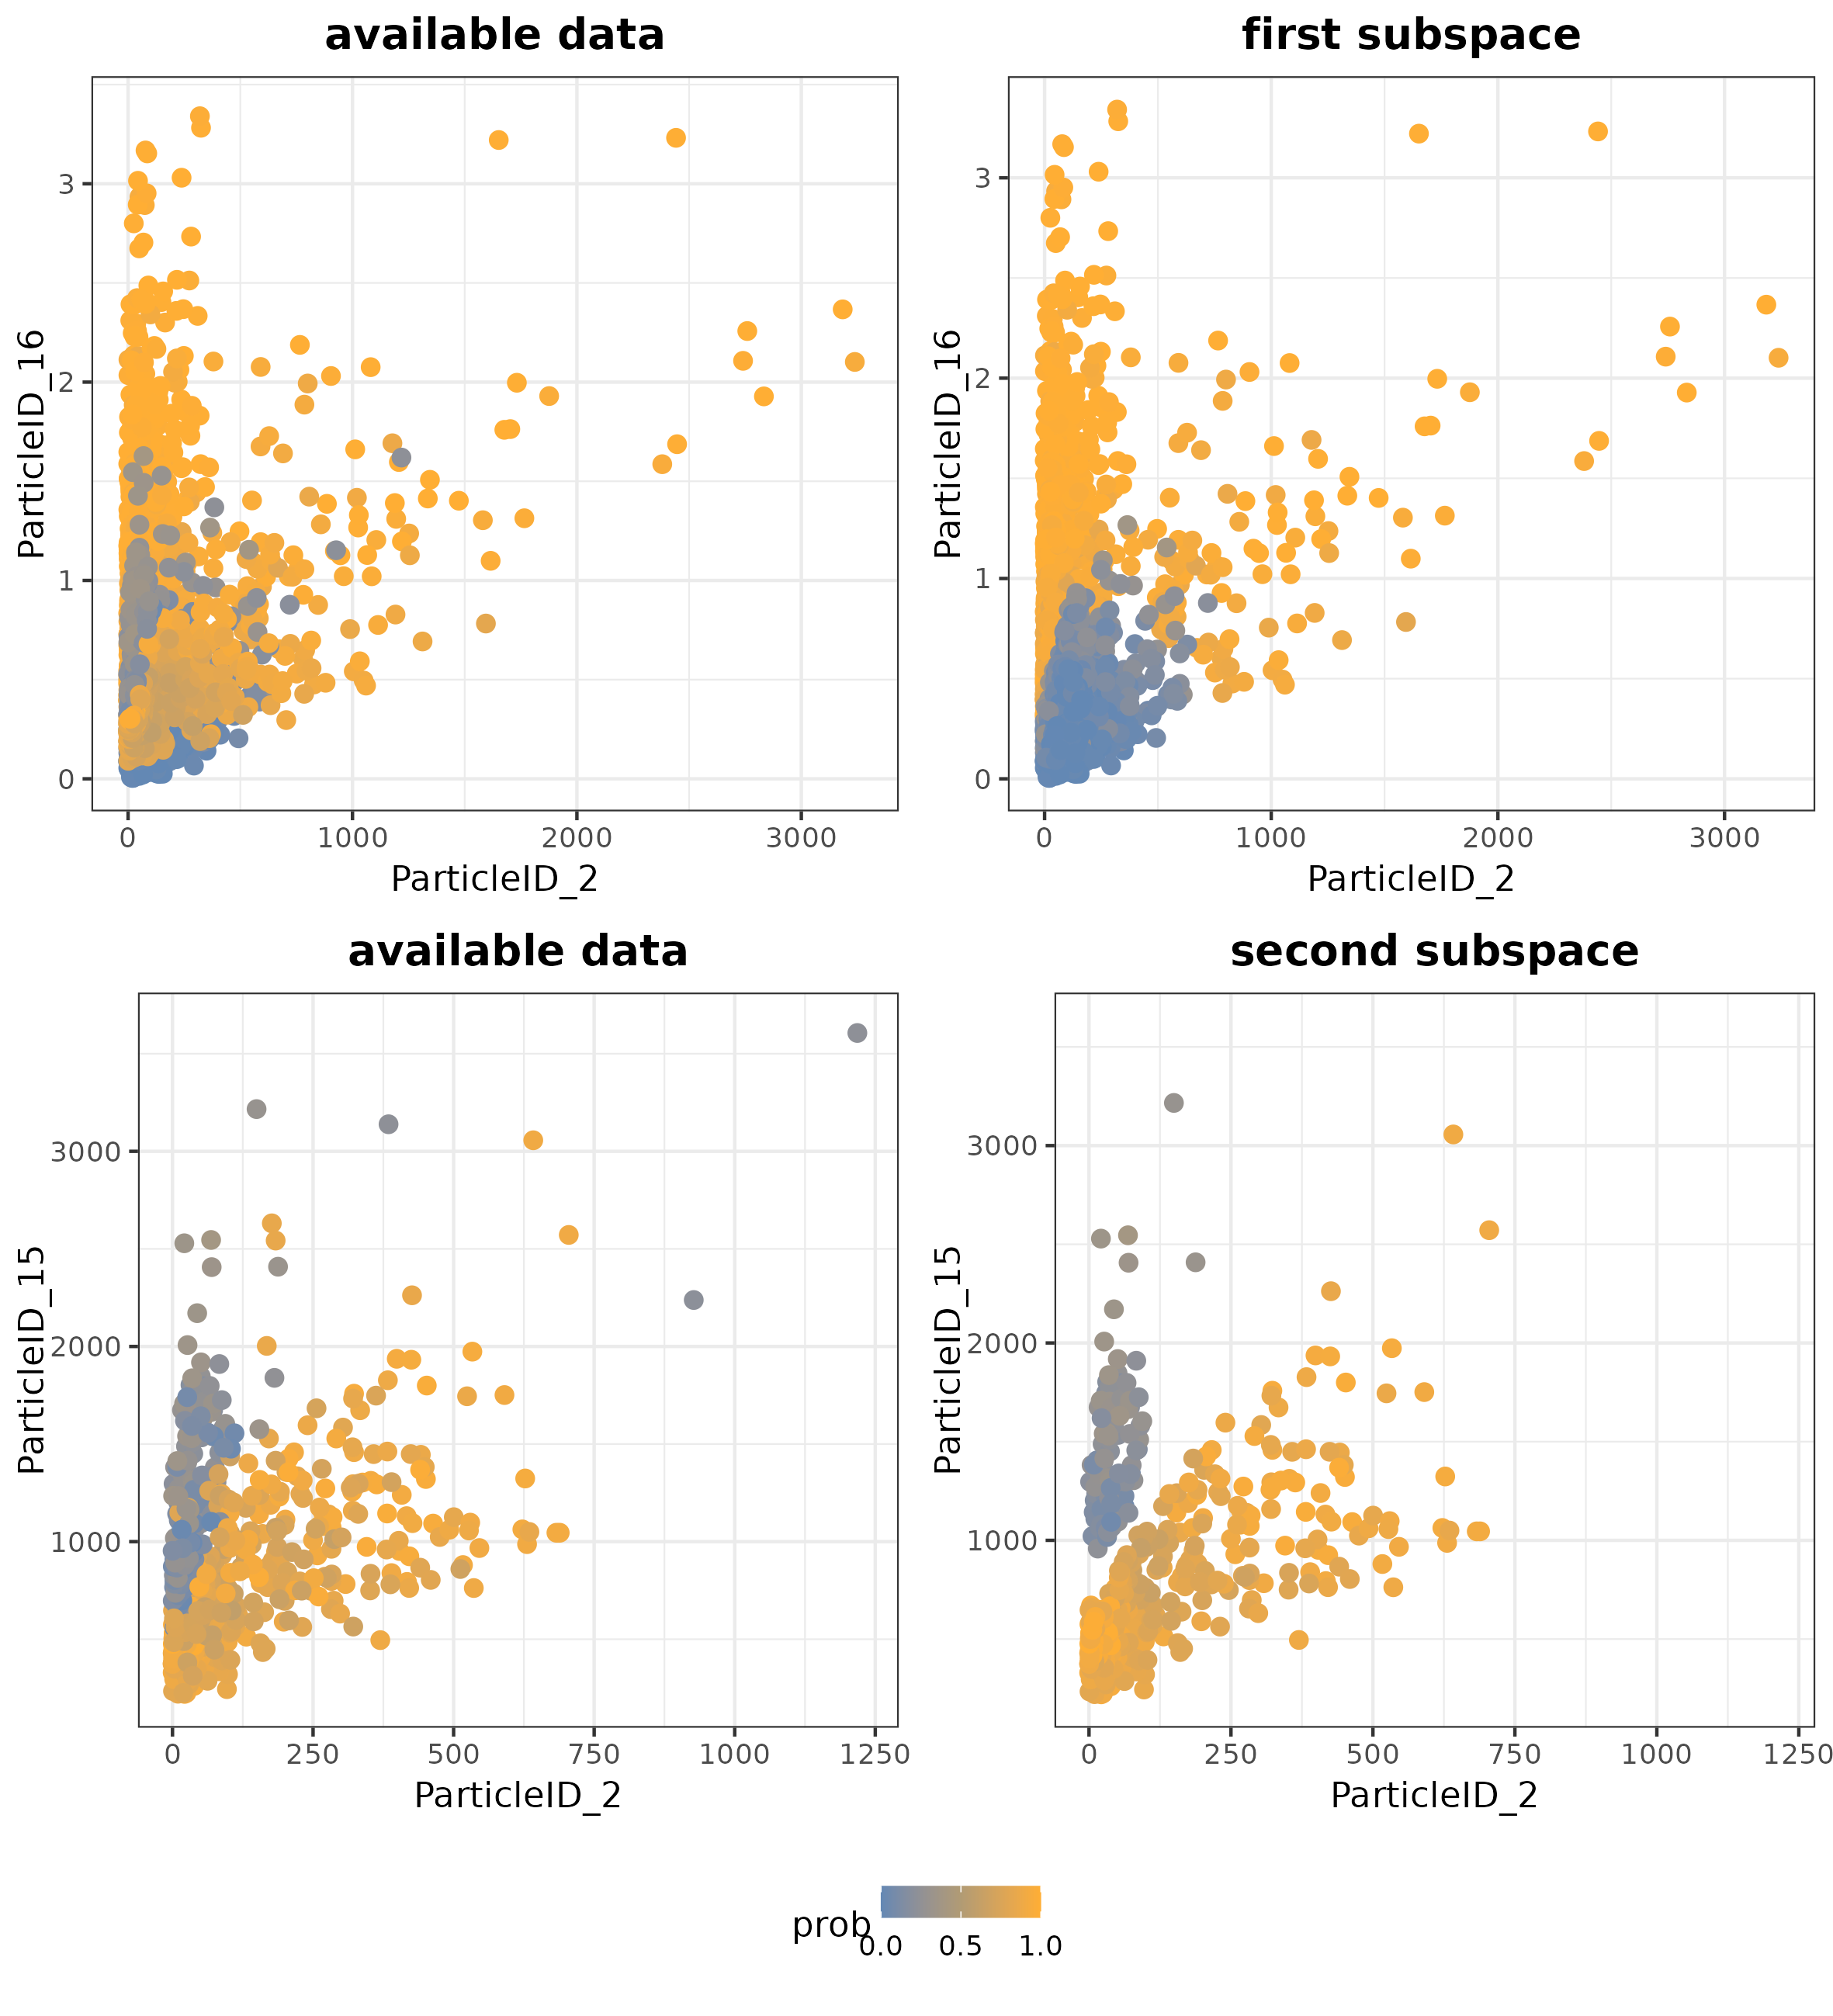 available data
first subspace
ParticleID_16
3
2
1
0
0 1000 2000 3000
ParticleID_2
ParticleID_16
3
2
1
0
0 1000 2000 3000
ParticleID_2
available data
second subspace
ParticleID_15
3000
2000
1000
0 250 500 750 1000 1250
ParticleID_2
ParticleID_15
3000
2000
1000
0 250 500 750 1000 1250
ParticleID_2
prob
0.0 0.5 1.0